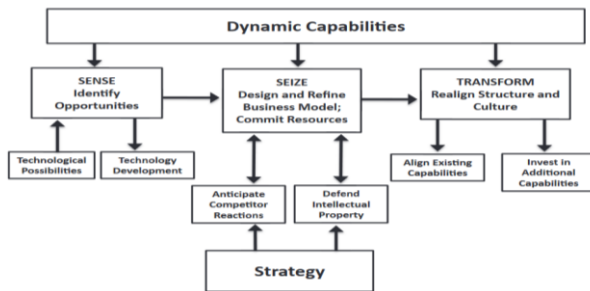 Dynamic Capabilities
SENSE
Identify
Opportunities
SEIZE
Design and Refine
Business Model;
Commit Resources
TRANSFORM
Realign Structure and
Culture
Technological
Possibilities
Technology
Development
Align Existing
Capabilities
Invest in
Additional
Capabilities
Anticipate
Competitor
Reactions
Defend
Intellectual
Property
Strategy